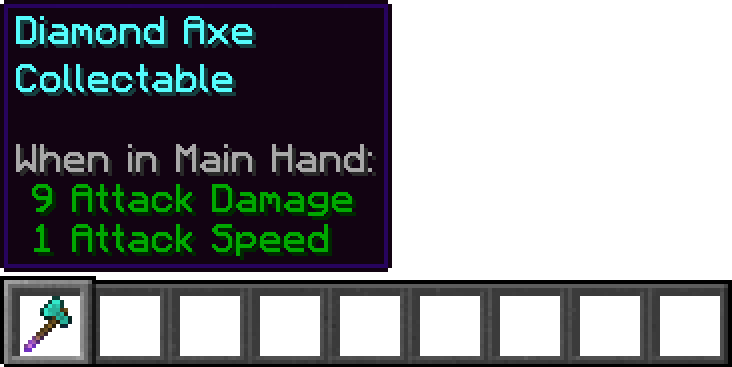 Diamond Axe
Collectable
When in Main Hand:
9 Attack Damage
1 Attack Speed